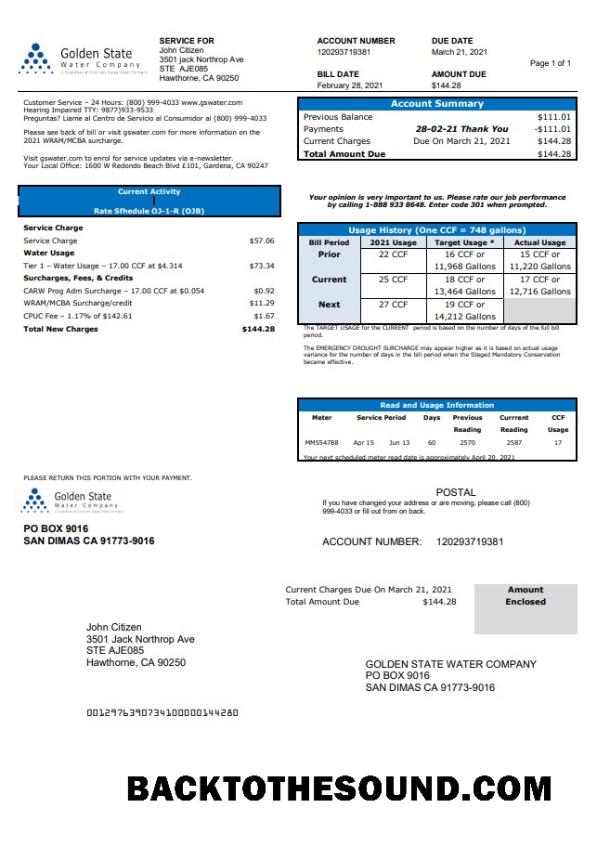 Golden State
Water Company
SERVICE FOR
John Citizen
3501 jack Northrop Ave
STE  AJE085
Hawthorne, CA 90250
ACCOUNT NUMBER
120293719381
BILL DATE
February 28, 2021
DUE DATE
March 21, 2021
AMOUNT DUE
$144.28
Page 1 of 1
Customer Service – 24 Hours: (800) 999-4033 www.gswater.com
Hearing Impaired TTY: 9877)933-9533
Preguntas? Llame al Centro de Servicio al Consumidor al (800) 999-4033
Please see back of bill or visit gswater.com for more information on the
2021 WRAM/MCBA surcharge.
Visit gswater.com to enrol for service updates via e-newsletter.
Your Local Office: 1600 W Redondo Beach Blvd £101, Gardena, CA 90247
Account Summary
Previous Balance $111.01
Payments 28-02-21 Thank You -$111.01
Current Charges Due On March 21, 2021 $144.28
Total Amount Due $144.28
Current Activity
Rate Sfhedule OJ-1-R (OJB)
Service Charge
Service Charge $57.06
Water Usage
Tier 1 – Water Usage – 17.00 CCF at $4.314 $73.34
Surcharges, Fees, & Credits
CARW Prog Adm Surcharge – 17.00 CCF at $0.054 $0.92
WRAM/MCBA Surcharge/credit $11.29
CPUC Fee – 1.17% of $142.61 $1.67
Total New Charges $144.28
Your opinion is very important to us. Please rate our job performance
by calling 1-888 933 8648. Enter code 301 when prompted.
Usage History (One CCF = 748 gallons)
Bill Period 2021 Usage Target Usage * Actual Usage
Prior 22 CCF 16 CCF or 15 CCF or
11,968 Gallons 11,220 Gallons
Current 25 CCF 18 CCF or 17 CCF or
13,464 Gallons 12,716 Gallons
Next 27 CCF 19 CCF or
14,212 Gallons
The TARGET USAGE for the CURRENT  period is based on the number of days of the full bill
period.
The EMERGENCY DROUGHT SURCHARGE may appear higher as it is based on actual usage
variance for the number of days in the bill period when the Staged Mandatory Conservation
became effective.
Read and Usage Information
Meter Service Period Days Previous Currrent CCF
Reading Reading Usage
MM554788 Apr 15 Jun 13 60 2570 2587 17
Your next scheduled meter read date is approximately April 20, 2021
PLEASE RETURN THIS PORTION WITH YOUR PAYMENT.
Golden State
Water Company
PO BOX 9016
SAN DIMAS CA 91773-9016
POSTAL
If you have changed your address or are moving, please call (800)
999-4033 or fill out from on back.
ACCOUNT NUMBER: 120293719381
Current Charges Due On March 21, 2021
Total Amount Due $144.28
Amount
Enclosed
John Citizen
3501 Jack Northrop Ave
STE AJE085
Hawthorne, CA 90250
GOLDEN STATE WATER COMPANY
PO BOX 9016
SAN DIMAS CA 91773-9016
0012976390734100000144280
BACKTOTHESOUND.COM